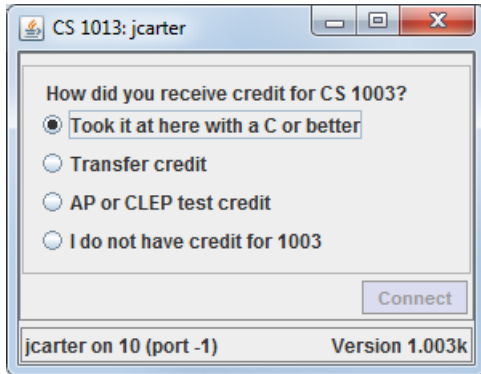 CS 1013: jcarter
How did you receive credit for CS 1003?
Took it at here with a C or better
Transfer credit
AP or CLEP test credit
I do not have credit for 1003
Connect
jcarter on 10 (port -1) Version 1.003k